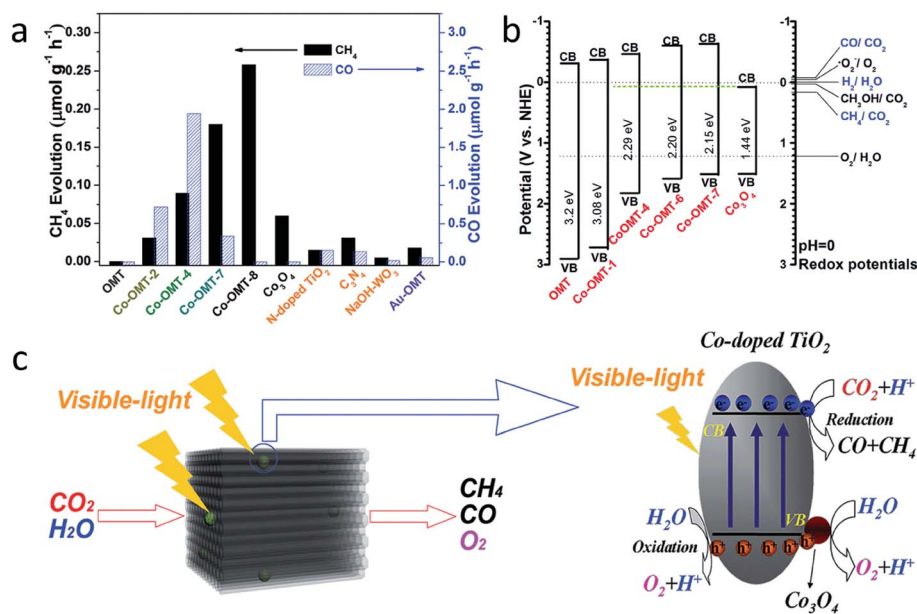 a
CH₄ Evolution (μmol g⁻¹ h⁻¹)
0.30
0.25
0.20
0.15
0.10
0.05
0.00
CH₄
CO
3.0
2.5
2.0
1.5
1.0
0.5
0.0
CO Evolution (μmol g⁻¹ h⁻¹)
OMT
Co-OMT-2
Co-OMT-4
Co-OMT-7
Co-OMT-8
Co₃O₄
N-doped TiO₂
C₃N₄
NaOH-WO₃
Au-OMT
b
Potential (V vs. NHE)
-1
0
1
2
3
CB
3.2 eV
VB
OMT
CB
3.08 eV
VB
Co-OMT-1
CB
2.29 eV
VB
CoOMT-4
CB
2.20 eV
VB
Co-OMT-6
CB
2.15 eV
VB
Co-OMT-7
CB
1.44 eV
VB
Co₃O₄
-1
0
1
2
3
CO/ CO₂
·O₂⁻/ O₂
H₂/ H₂O
CH₃OH/ CO₂
CH₄/ CO₂
O₂/ H₂O
pH=0
Redox potentials
c
Visible-light
CO₂
H₂O
CH₄
CO
O₂
Co-doped TiO₂
Visible-light
e⁻ e⁻ e⁻ e⁻ e⁻
CB
CO₂+H⁺
Reduction
CO+CH₄
H₂O
VB
H₂O
Oxidation
h⁺ h⁺ h⁺ h⁺ h⁺
O₂+H⁺
O₂+H⁺
Co₃O₄